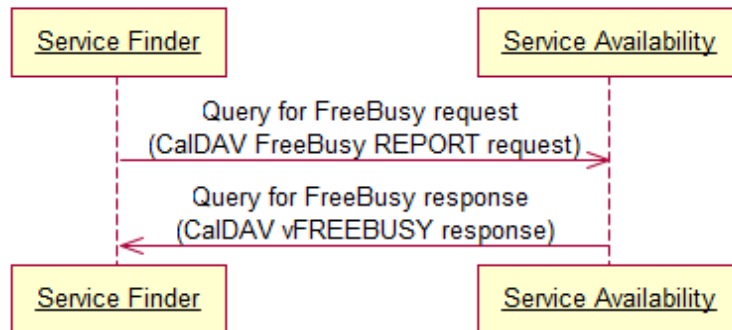 Service Finder
Service Availability
Query for FreeBusy request
(CalDAV FreeBusy REPORT request)
Query for FreeBusy response
(CalDAV vFREEBUSY response)
Service Finder
Service Availability